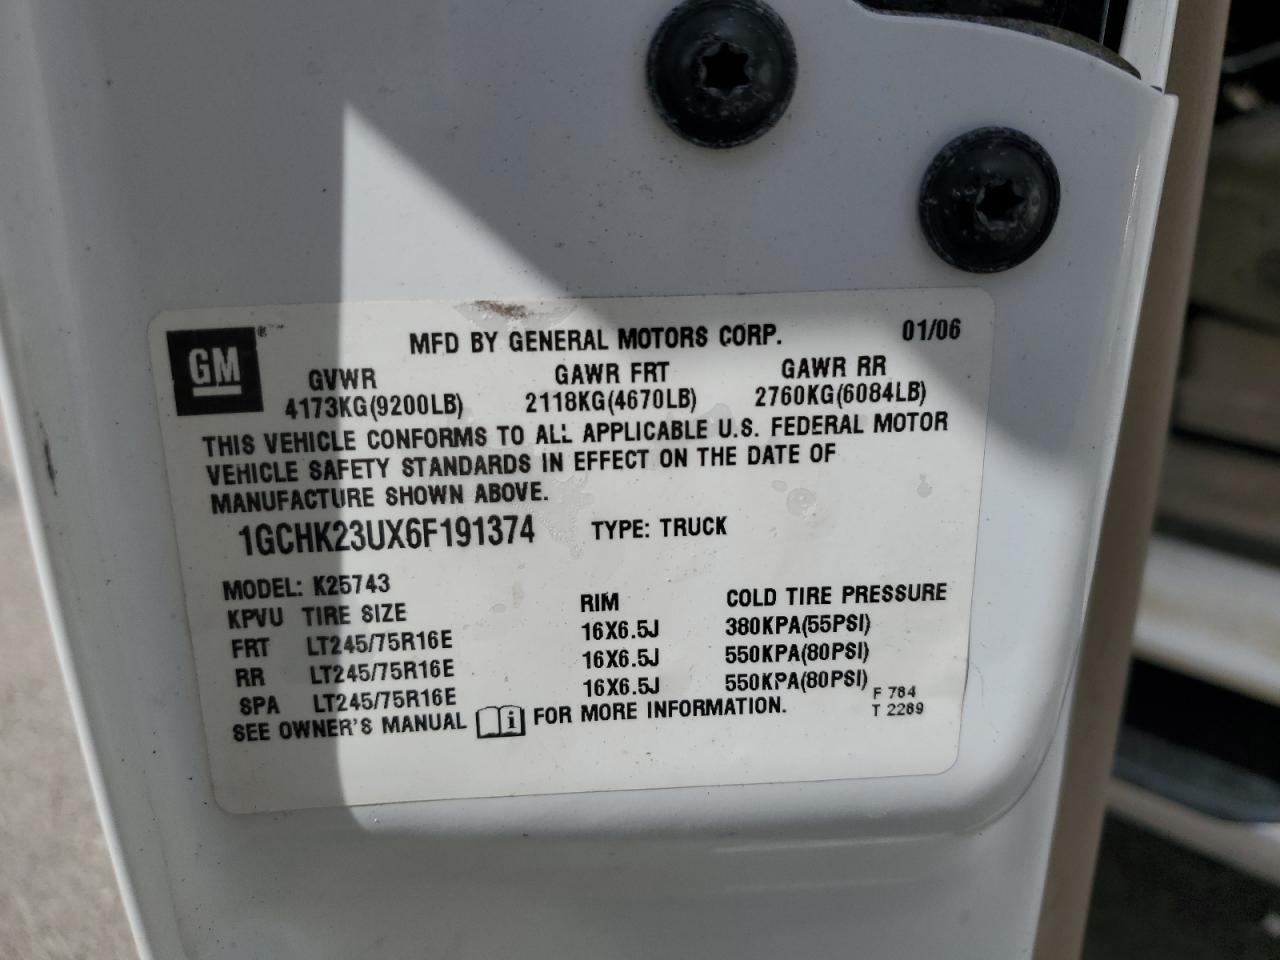 GM ® ™
MFD BY GENERAL MOTORS CORP. 01/06
GVWR GAWR FRT GAWR RR
4173KG(9200LB) 2118KG(4670LB) 2760KG(6084LB)
THIS VEHICLE CONFORMS TO ALL APPLICABLE U.S. FEDERAL MOTOR
VEHICLE SAFETY STANDARDS IN EFFECT ON THE DATE OF
MANUFACTURE SHOWN ABOVE.
1GCHK23UX6F191374 TYPE: TRUCK
MODEL: K25743
KPVU TIRE SIZE RIM COLD TIRE PRESSURE
FRT LT245/75R16E 16X6.5J 380KPA(55PSI)
RR LT245/75R16E 16X6.5J 550KPA(80PSI)
SPA LT245/75R16E 16X6.5J 550KPA(80PSI)
SEE OWNER'S MANUAL i FOR MORE INFORMATION.
F 784
T 2289